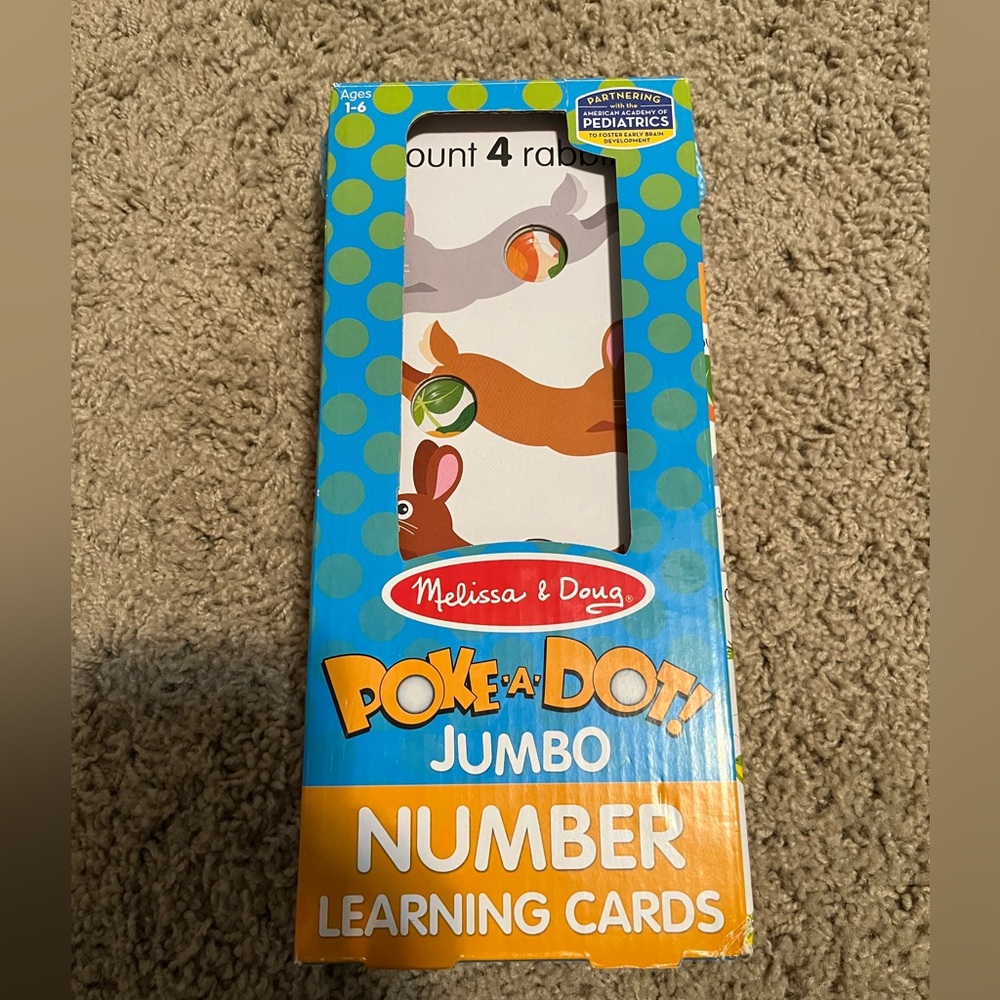 Ages
1-6
PARTNERING
with the
AMERICAN ACADEMY OF
PEDIATRICS
TO FOSTER EARLY BRAIN
DEVELOPMENT
ount 4 rabbi
Melissa & Doug®
POKE·A·DOT!
JUMBO
NUMBER
LEARNING CARDS